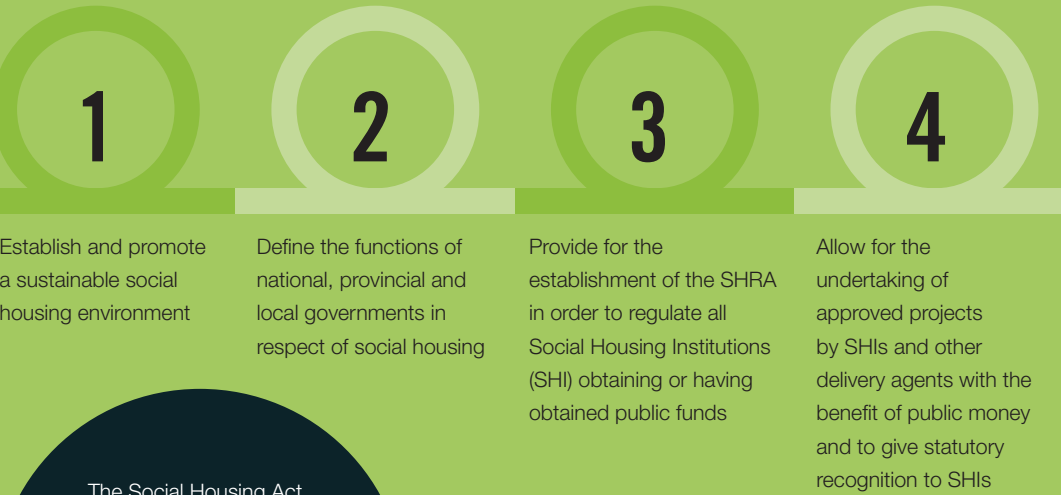 1
Establish and promote
a sustainable social
housing environment
2
Define the functions of
national, provincial and
local governments in
respect of social housing
3
Provide for the
establishment of the SHRA
in order to regulate all
Social Housing Institutions
(SHI) obtaining or having
obtained public funds
4
Allow for the
undertaking of
approved projects
by SHIs and other
delivery agents with the
benefit of public money
and to give statutory
recognition to SHIs
The Social Housing Act